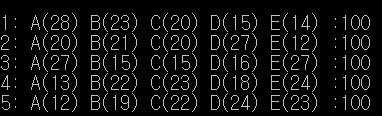 1: A(28) B(23) C(20) D(15) E(14) :100
2: A(20) B(21) C(20) D(27) E(12) :100
3: A(27) B(15) C(15) D(16) E(27) :100
4: A(13) B(22) C(23) D(18) E(24) :100
5: A(12) B(19) C(22) D(24) E(23) :100